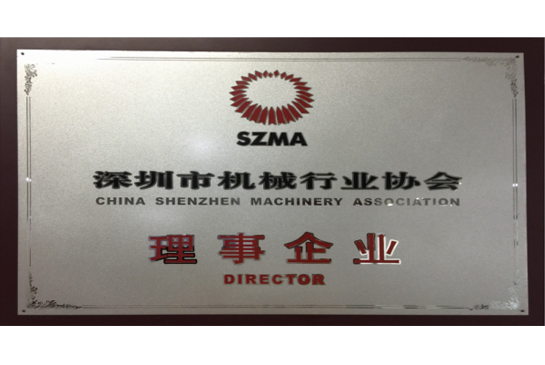 SZMA
深圳市机械行业协会
CHINA SHENZHEN MACHINERY ASSOCIATION
理事企业
DIRECTOR